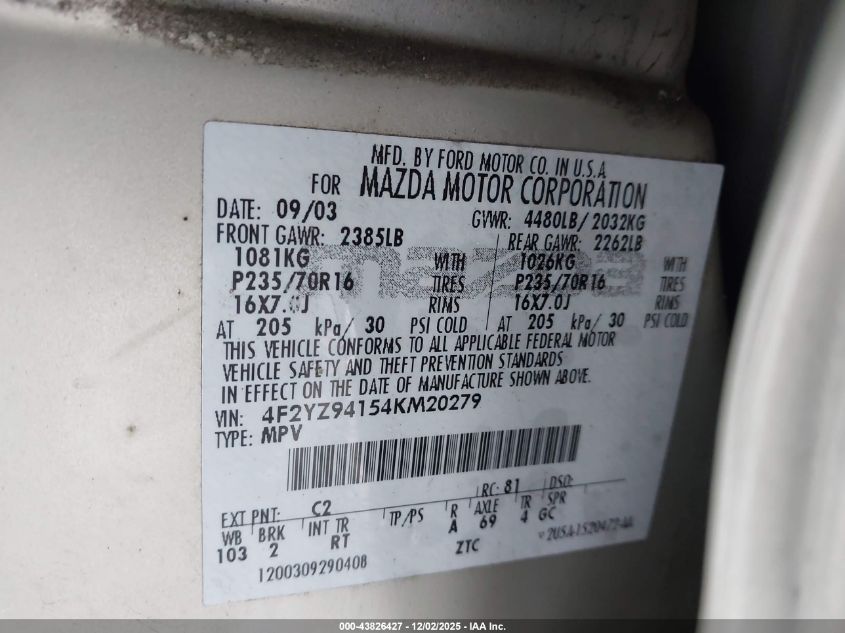 MFD. BY FORD MOTOR CO. IN U.S.A.
FOR MAZDA MOTOR CORPORATION
DATE: 09/03 GVWR: 4480LB/ 2032KG
FRONT GAWR: 2385LB REAR GAWR: 2262LB
1081KG WITH 1026KG WITH
P235/70R16 TIRES P235/70R16 TIRES
16X7.0J RIMS 16X7.0J RIMS
AT 205 kPa/ 30 PSI COLD AT 205 kPa/ 30 PSI COLD
THIS VEHICLE CONFORMS TO ALL APPLICABLE FEDERAL MOTOR
VEHICLE SAFETY AND THEFT PREVENTION STANDARDS
IN EFFECT ON THE DATE OF MANUFACTURE SHOWN ABOVE.
VIN: 4F2YZ94154KM20279
TYPE: MPV
EXT PNT: C2 RC: 81 DSO:
WB BRK INT TR TP/PS R AXLE TR SPR
103 2 RT A 69 4 GC
1200309290408 ZTC
000-43826427 - 12/02/2025 - IAA Inc.